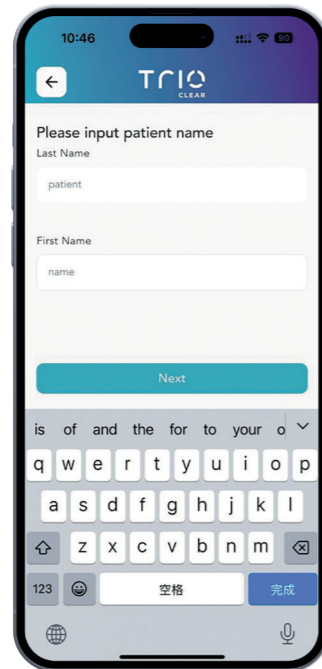 10:46 90
TRIO
CLEAR
Please input patient name
Last Name
patient
First Name
name
Next
is of and the for to your o
q w e r t y u i o p
a s d f g h j k l
z x c v b n m
123 空格 完成